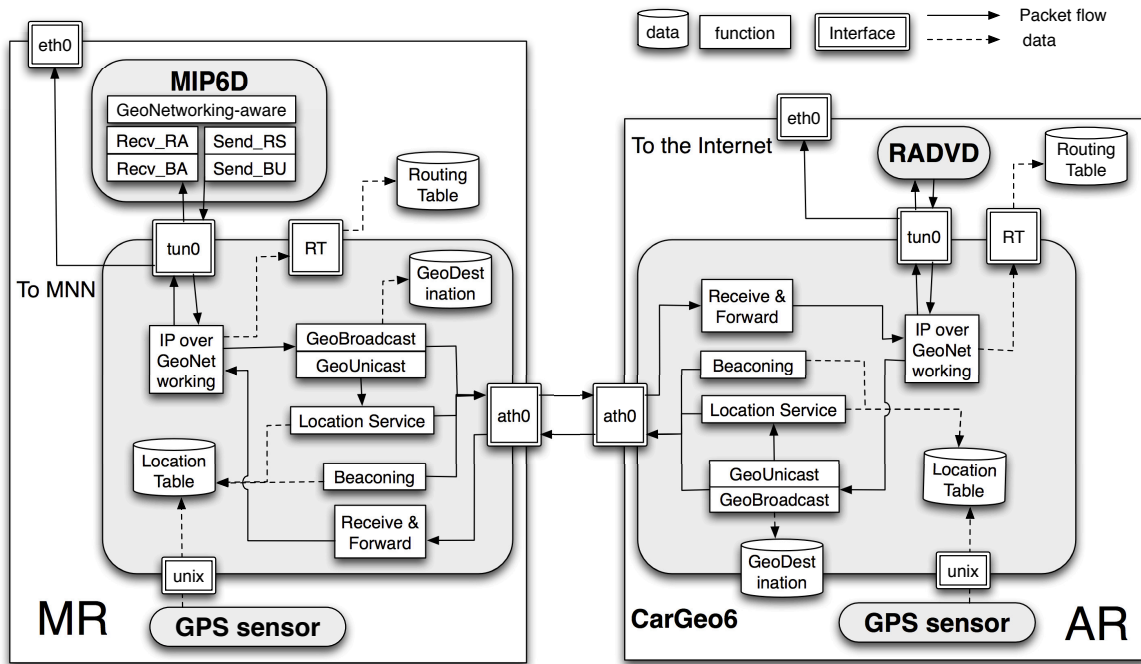 data
function
Interface
Packet flow
data
eth0
MIP6D
GeoNetworking-aware
Recv_RA
Send_RS
Recv_BA
Send_BU
Routing
Table
tun0
RT
To MNN
GeoDest
ination
IP over
GeoNet
working
GeoBroadcast
GeoUnicast
Location Service
ath0
Location
Table
Beaconing
Receive &
Forward
unix
MR
GPS sensor
eth0
To the Internet
RADVD
Routing
Table
tun0
RT
Receive &
Forward
IP over
GeoNet
working
Beaconing
ath0
Location Service
GeoUnicast
GeoBroadcast
Location
Table
GeoDest
ination
unix
CarGeo6
GPS sensor
AR